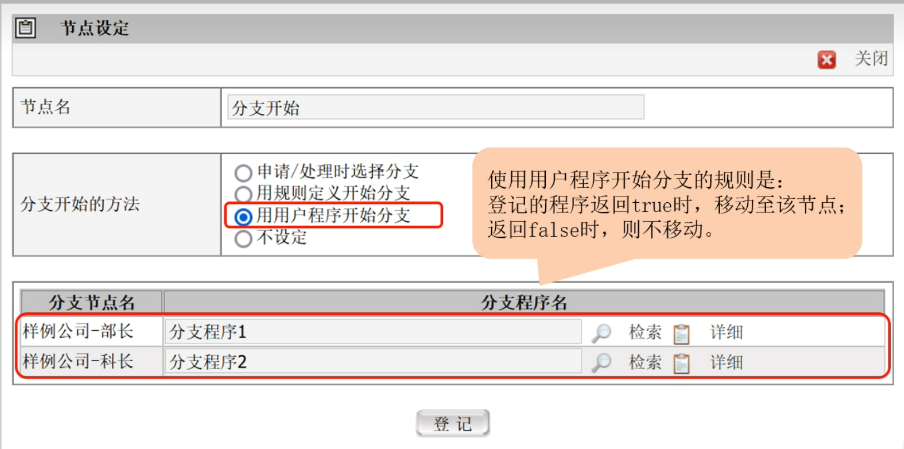 节点设定
关闭
节点名 分支开始
分支开始的方法
申请/处理时选择分支
用规则定义开始分支
用用户程序开始分支
不设定
使用用户程序开始分支的规则是：
登记的程序返回true时，移动至该节点；
返回false时，则不移动。
分支节点名 分支程序名
样例公司-部长 分支程序1 检索 详细
样例公司-科长 分支程序2 检索 详细
登记